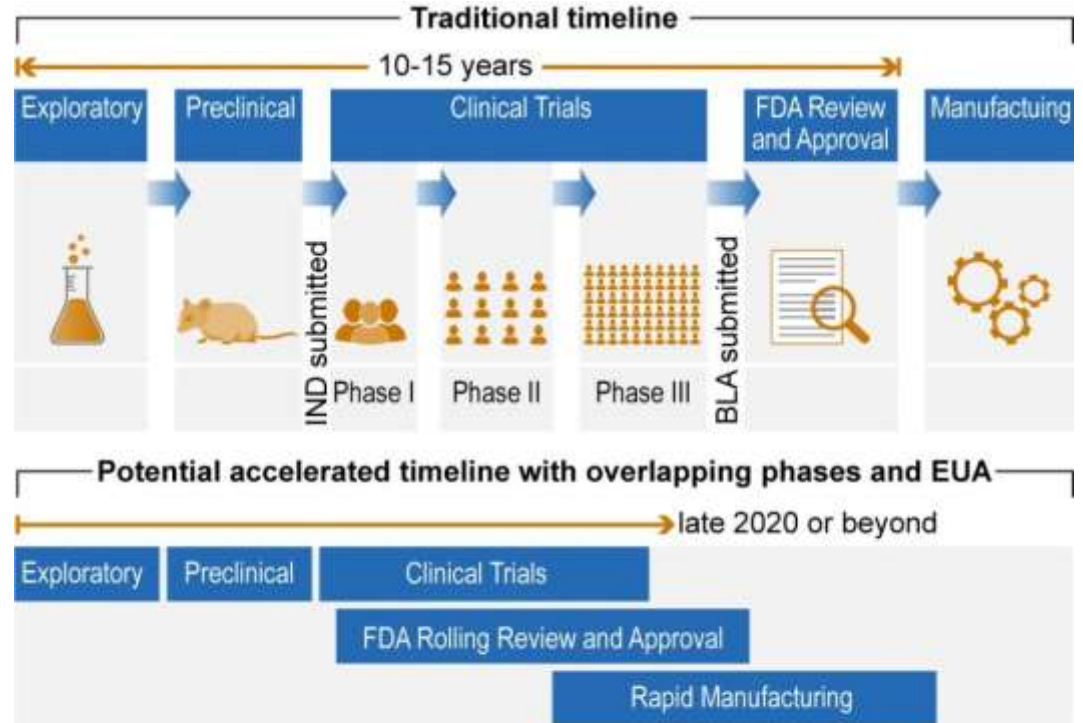 Traditional timeline
10-15 years
Exploratory
Preclinical
Clinical Trials
FDA Review
and Approval
Manufactuing
IND submitted
BLA submitted
Phase I
Phase II
Phase III
Potential accelerated timeline with overlapping phases and EUA
late 2020 or beyond
Exploratory
Preclinical
Clinical Trials
FDA Rolling Review and Approval
Rapid Manufacturing